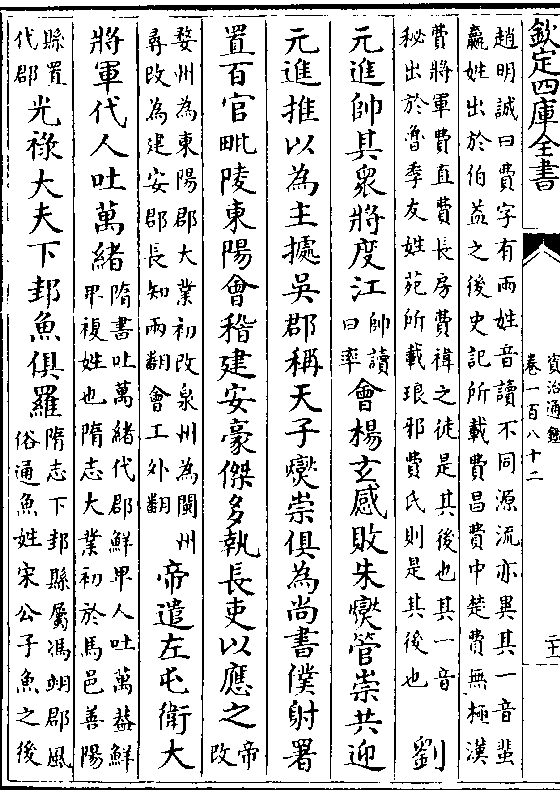 欽定四庫全書
資治通鑑
卷一百八十二
趙明誠曰費字有兩姓音讀不同源流亦異其一音蜚
嬴姓出於伯益之後史記所載費昌費中楚費無極漢
費將軍費直費長房費禕之徒是其後也其一音
秘出於魯季友姓苑所載琅邪費氏則是其後也
劉
元進帥其衆將度江
帥讀
曰率
會楊玄感敗朱燮管崇共迎
元進推以為主據吳郡稱天子燮崇俱為尚書僕射署
置百官毗陵東陽會稽建安豪傑多執長吏以應之
帝
改
婺州為東陽郡大業初改泉州為閩州
尋改為建安郡長知兩翻會工外翻
帝遣左屯衛大
將軍代人吐萬緒
隋書吐萬緒代郡鮮卑人吐萬蓋鮮
卑複姓也隋志大業初於馬邑善陽
縣置
代郡
光祿大夫下邽魚俱羅
隋志下邽縣屬馮翊郡風
俗通魚姓宋公子魚之後